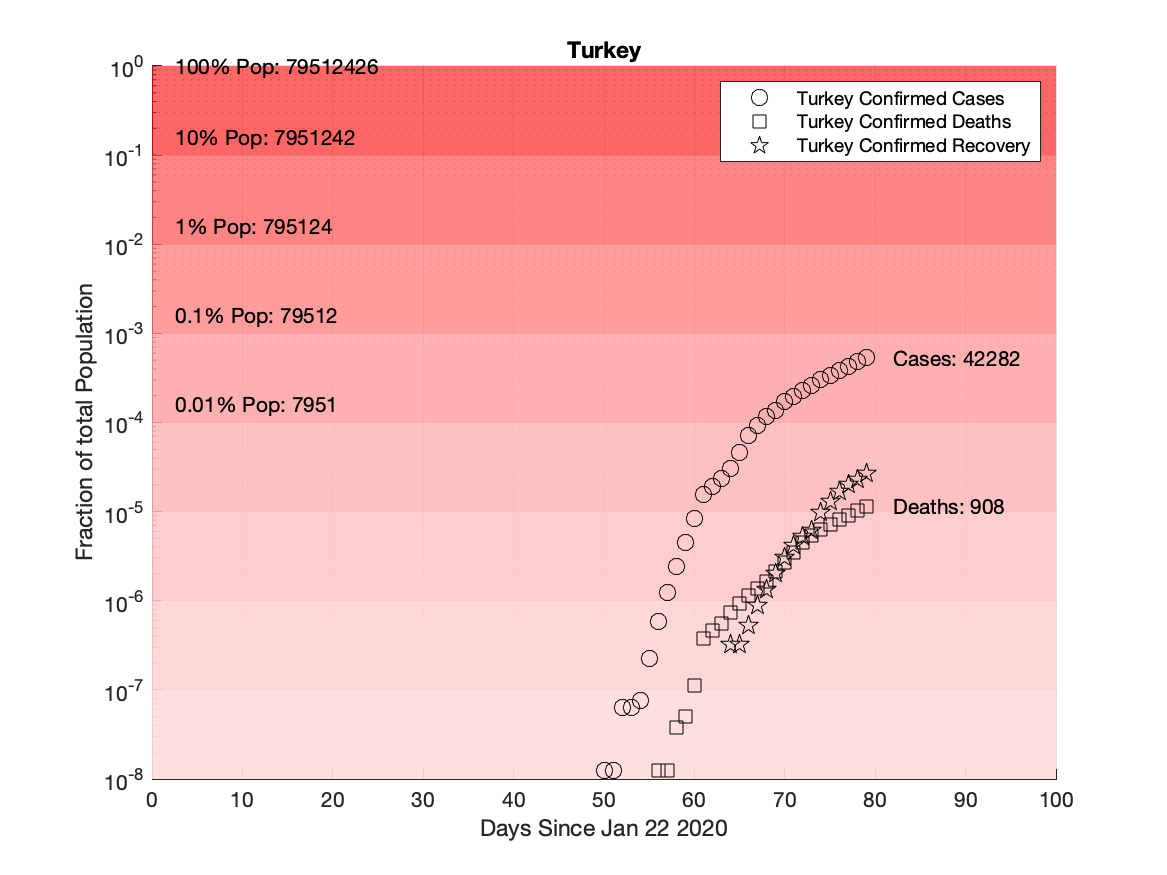 Turkey
10^0
100% Pop: 79512426
Turkey Confirmed Cases
Turkey Confirmed Deaths
Turkey Confirmed Recovery
10% Pop: 7951242
10^-1
1% Pop: 795124
10^-2
0.1% Pop: 79512
10^-3
Cases: 42282
0.01% Pop: 7951
10^-4
Deaths: 908
10^-5
10^-6
10^-7
10^-8
Fraction of total Population
0 10 20 30 40 50 60 70 80 90 100
Days Since Jan 22 2020